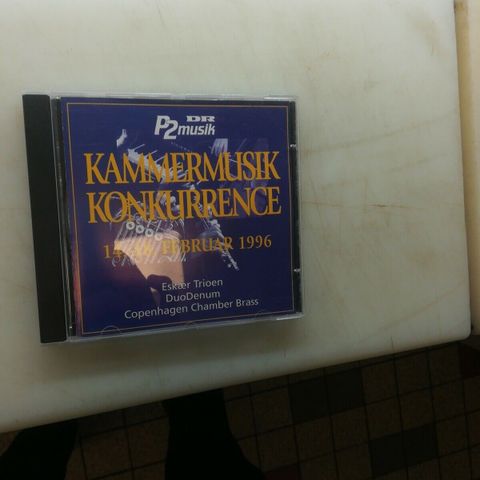 DR
P2musik
KAMMERMUSIK
KONKURRENCE
FEBRUAR 1996
Eskær Trioen
DuoDenum
Copenhagen Chamber Brass